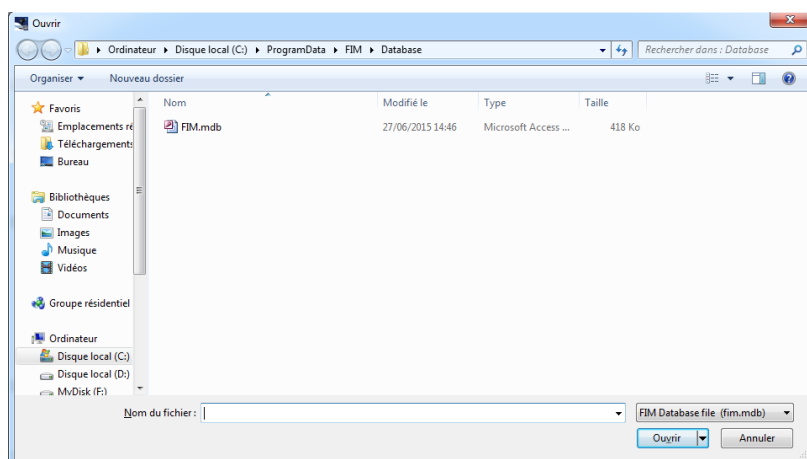 Ouvrir
Ordinateur ▸ Disque local (C:) ▸ ProgramData ▸ FIM ▸ Database
Rechercher dans : Database
Organiser Nouveau dossier
Nom Modifié le Type Taille
FIM.mdb 27/06/2015 14:46 Microsoft Access ... 418 Ko
Favoris
Emplacements ré
Téléchargements
Bureau
Bibliothèques
Documents
Images
Musique
Vidéos
Groupe résidentiel
Ordinateur
Disque local (C:)
Disque local (D:)
MyDisk (F:)
Nom du fichier :
FIM Database file (fim.mdb)
Ouvrir Annuler